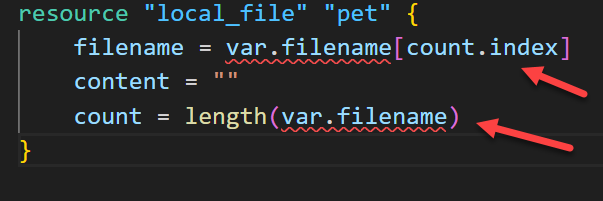 resource "local_file" "pet" {
filename = var.filename[count.index]
content = ""
count = length(var.filename)
}